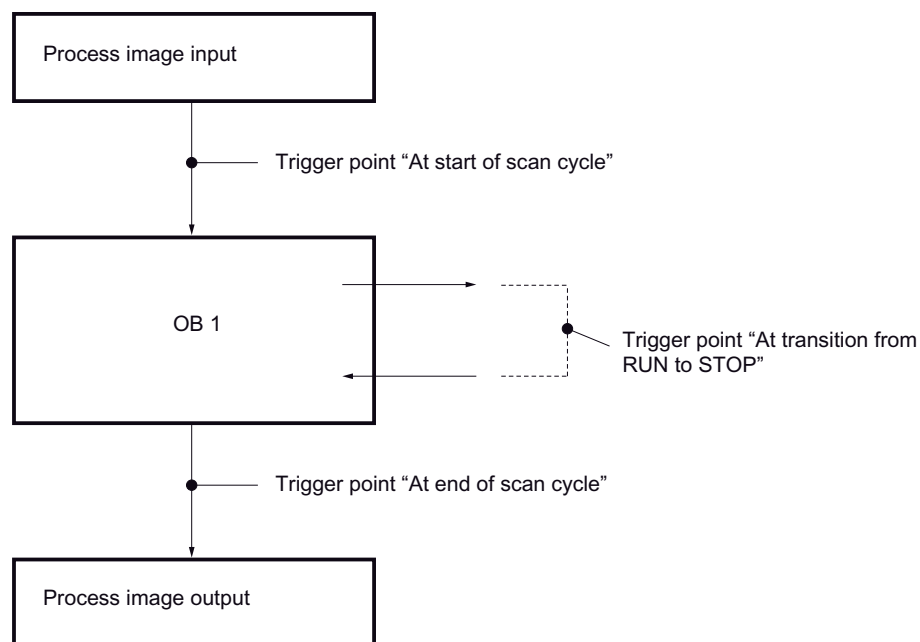 Process image input
Trigger point “At start of scan cycle”
OB 1
Trigger point “At transition from
RUN to STOP”
Trigger point “At end of scan cycle”
Process image output